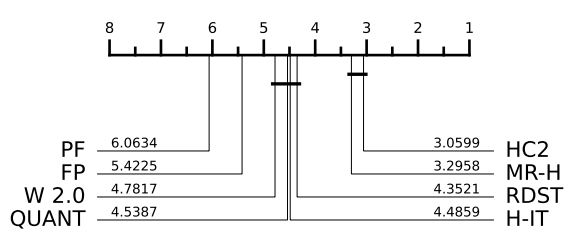 8 7 6 5 4 3 2 1
PF 6.0634 3.0599 HC2
FP 5.4225 3.2958 MR-H
W 2.0 4.7817 4.3521 RDST
QUANT 4.5387 4.4859 H-IT